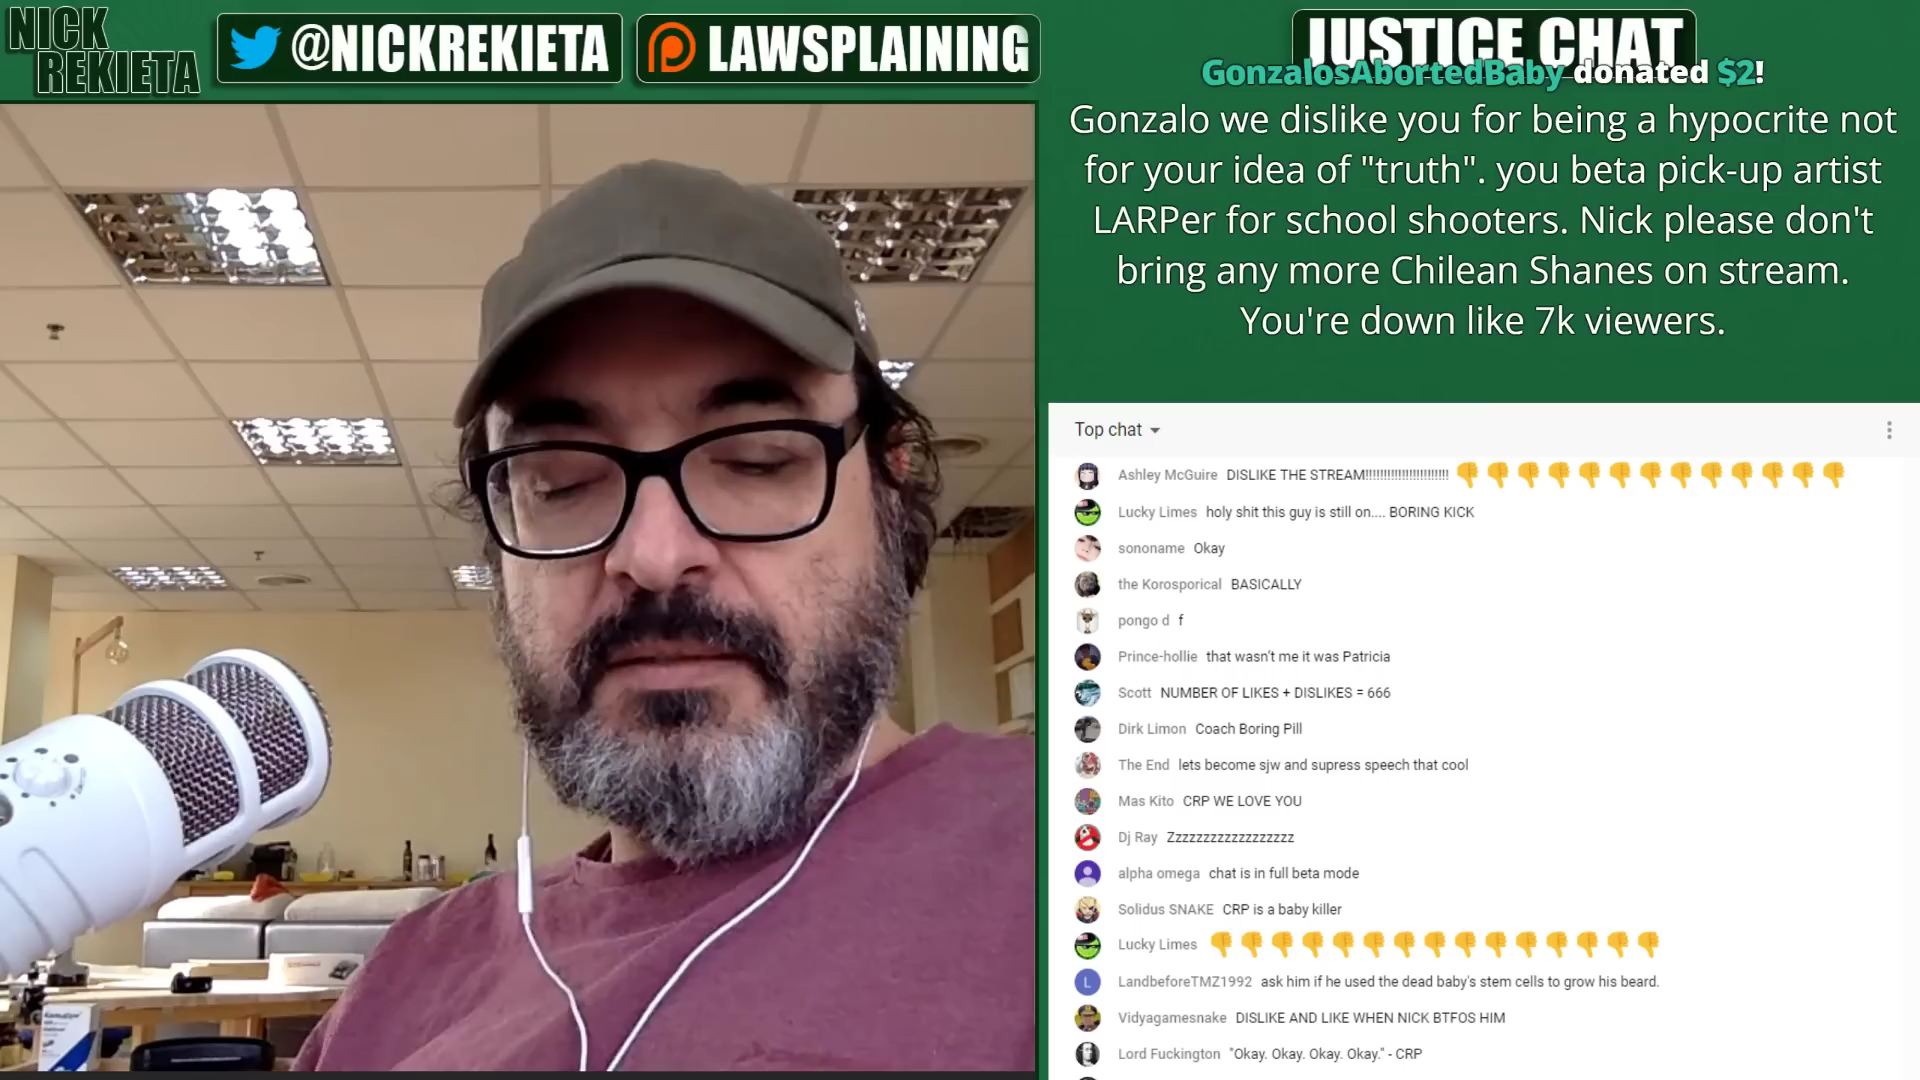 NICK
REKIETA
@NICKREKIETA
LAWSPLAINING
JUSTICE CHAT
GonzalosAbortedBaby donated $2!
Gonzalo we dislike you for being a hypocrite not
for your idea of "truth". you beta pick-up artist
LARPer for school shooters. Nick please don't
bring any more Chilean Shanes on stream.
You're down like 7k viewers.
Top chat
Ashley McGuire DISLIKE THE STREAM!!!!!!!!!!!!!!!!!!!!!!! 👎👎👎👎👎👎👎👎👎👎👎👎👎
Lucky Limes holy shit this guy is still on.... BORING KICK
sononame Okay
the Korosporical BASICALLY
pongo d f
Prince-hollie that wasn't me it was Patricia
Scott NUMBER OF LIKES + DISLIKES = 666
Dirk Limon Coach Boring Pill
The End lets become sjw and supress speech that cool
Mas Kito CRP WE LOVE YOU
Dj Ray Zzzzzzzzzzzzzzzzzz
alpha omega chat is in full beta mode
Solidus SNAKE CRP is a baby killer
Lucky Limes 👎👎👎👎👎👎👎👎👎👎👎👎👎👎👎
L LandbeforeTMZ1992 ask him if he used the dead baby's stem cells to grow his beard.
Vidyagamesnake DISLIKE AND LIKE WHEN NICK BTFOS HIM
Lord Fuckington "Okay. Okay. Okay. Okay." - CRP